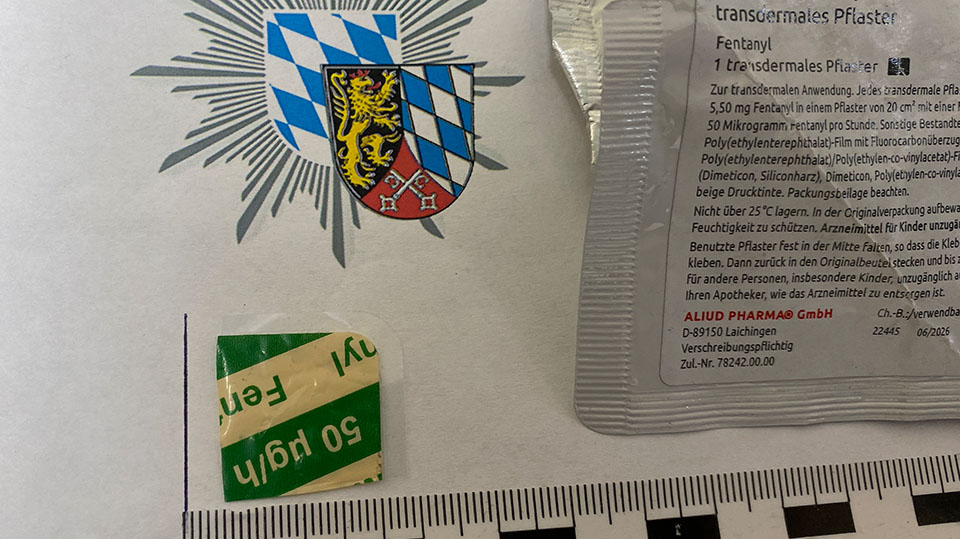 transdermales Pflaster
Fentanyl
1 transdermales Pflaster
Zur transdermalen Anwendung. Jedes transdermale Pfla
5,50 mg Fentanyl in einem Pflaster von 20 cm² mit einer
50 Mikrogramm Fentanyl pro Stunde. Sonstige Bestandte
Poly(ethylenterephthalat)-Film mit Fluorocarbonüberzug
Poly(ethylenterephthalat)/Poly(ethylen-co-vinylacetat)-Fi
(Dimeticon, Siliconharz), Dimeticon, Poly(ethylen-co-vinyla
beige Drucktinte. Packungsbeilage beachten.
Nicht über 25 °C lagern. In der Originalverpackung aufbewa
Feuchtigkeit zu schützen. Arzneimittel für Kinder unzugä
Benutzte Pflaster fest in der Mitte falten, so dass die Kleb
kleben. Dann zurück in den Originalbeutel stecken und bis z
für andere Personen, insbesondere Kinder, unzugänglich au
Ihren Apotheker, wie das Arzneimittel zu entsorgen ist.
ALIUD PHARMA® GmbH
Ch.-B.:/verwendba
D-89150 Laichingen
22445 06/2026
Verschreibungspflichtig
Zul.-Nr. 78242.00.00
nyl
Fen
50 µg/h